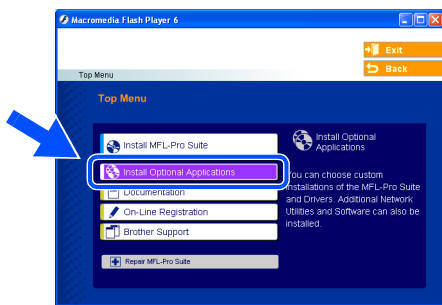 Macromedia Flash Player 6
Exit
Back
Top Menu
Top Menu
Install MFL-Pro Suite
Install Optional Applications
Documentation
On-Line Registration
Brother Support
Repair MFL-Pro Suite
Install Optional
Applications
You can choose custom
installations of the MFL-Pro Suite
and Drivers. Additional Network
Utilities and Software can also be
installed.